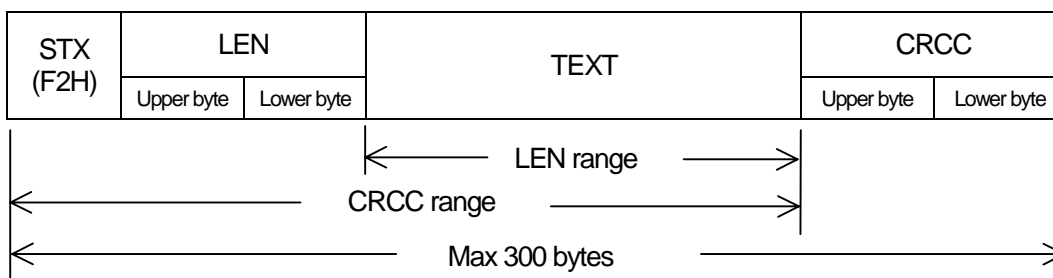 STX
(F2H)
LEN
TEXT
CRCC
Upper byte
Lower byte
Upper byte
Lower byte
LEN range
CRCC range
Max 300 bytes